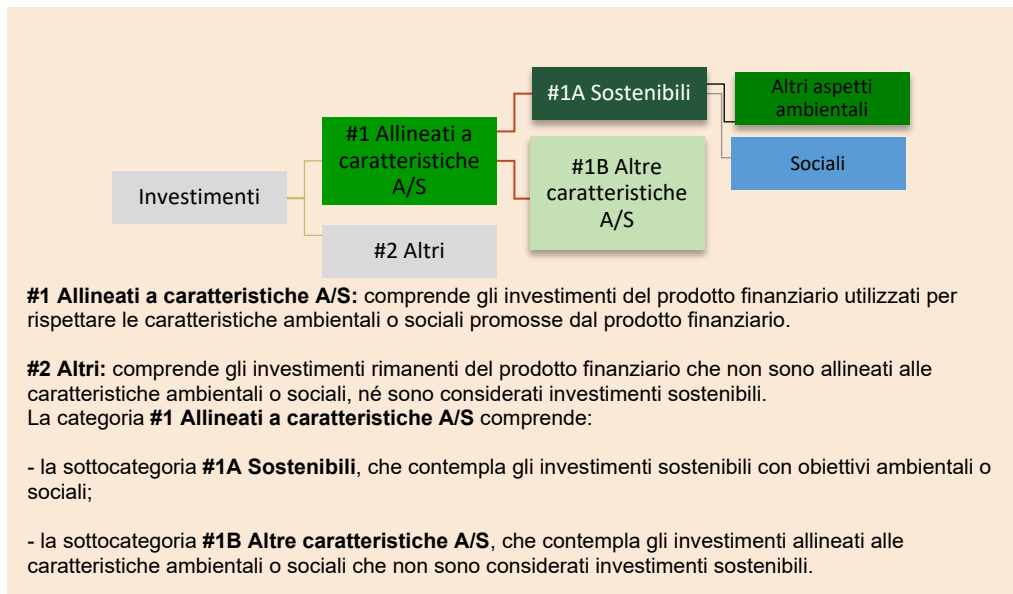 #1A Sostenibili
Altri aspetti
ambientali
#1 Allineati a
caratteristiche
A/S
#1B Altre
caratteristiche
A/S
Sociali
Investimenti
#2 Altri
#1 Allineati a caratteristiche A/S: comprende gli investimenti del prodotto finanziario utilizzati per
rispettare le caratteristiche ambientali o sociali promosse dal prodotto finanziario.
#2 Altri: comprende gli investimenti rimanenti del prodotto finanziario che non sono allineati alle
caratteristiche ambientali o sociali, né sono considerati investimenti sostenibili.
La categoria #1 Allineati a caratteristiche A/S comprende:
- la sottocategoria #1A Sostenibili, che contempla gli investimenti sostenibili con obiettivi ambientali o
sociali;
- la sottocategoria #1B Altre caratteristiche A/S, che contempla gli investimenti allineati alle
caratteristiche ambientali o sociali che non sono considerati investimenti sostenibili.